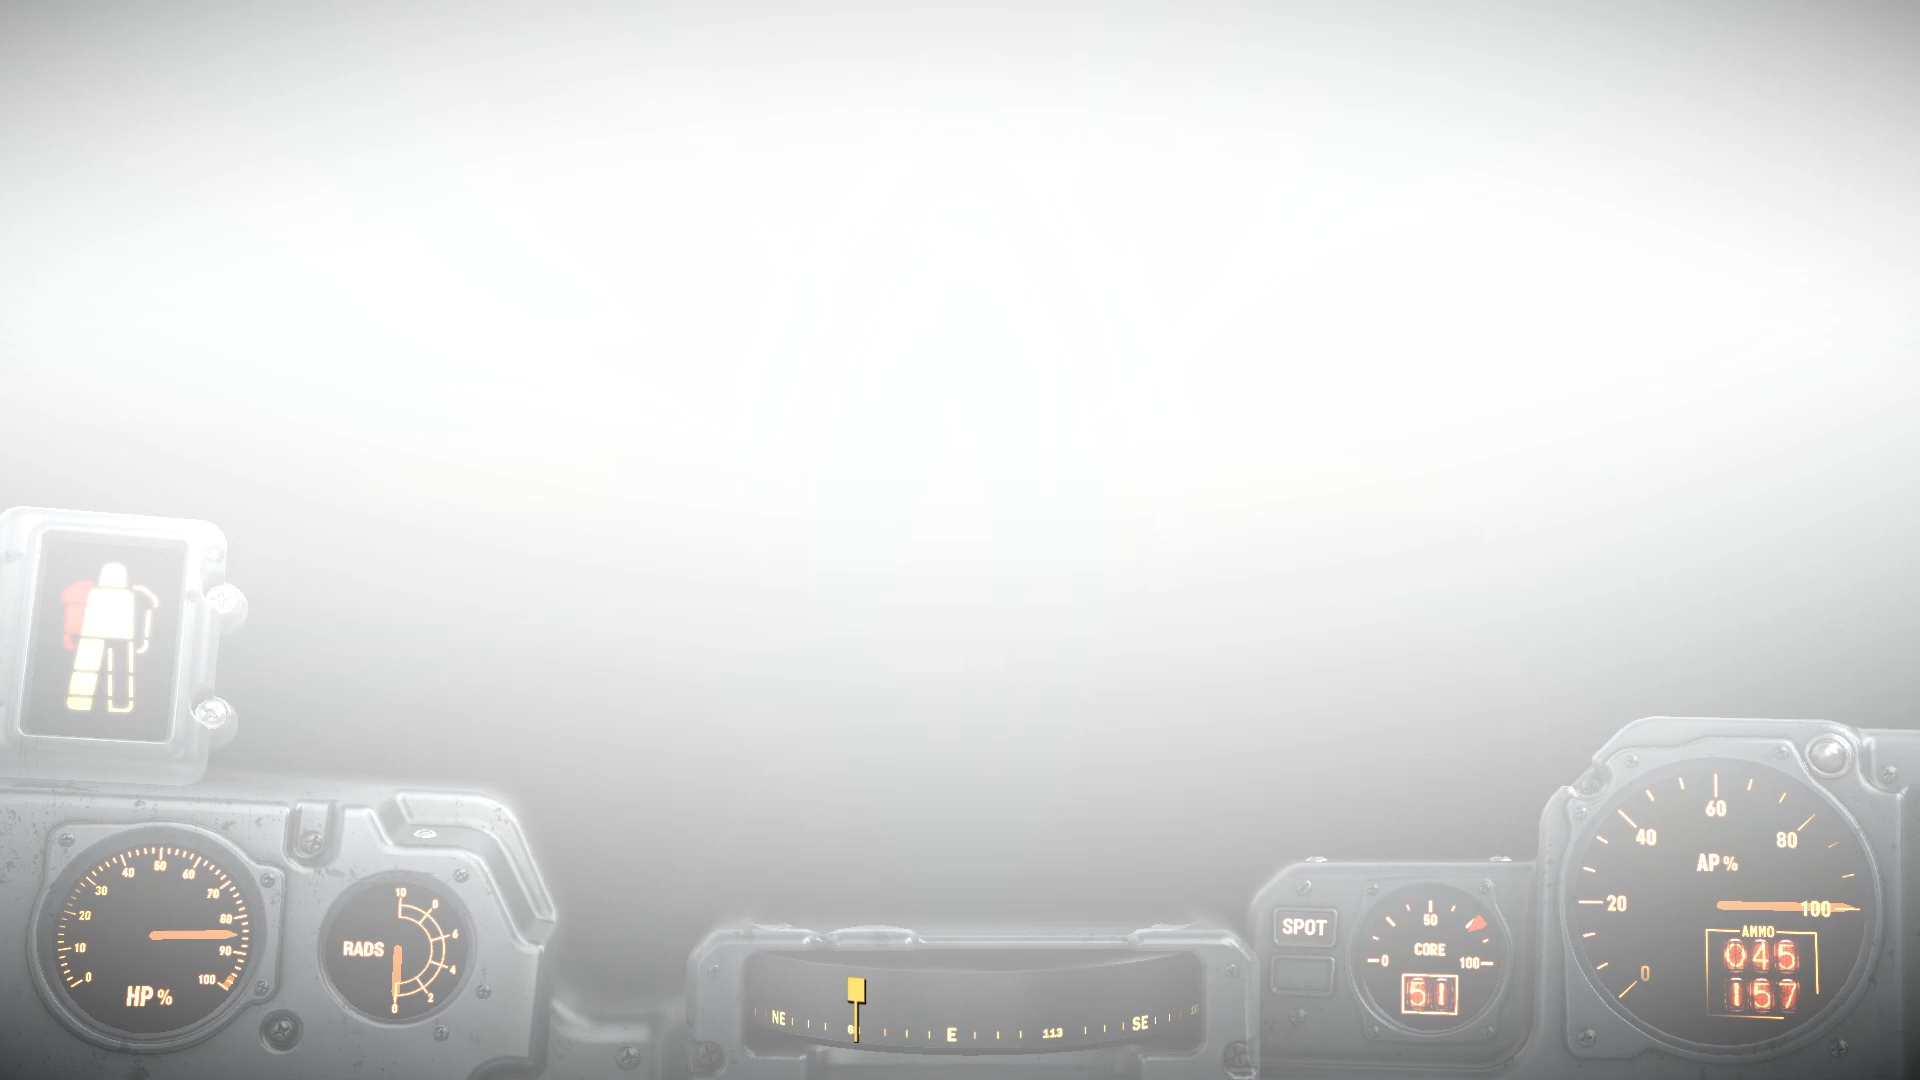 0 10 20 30 40 50 60 70 80 90 100
HP %
RADS
10 8 6 4 2 0
NE E 113 SE
SPOT
0 50 100
CORE
51
0 20 40 60 80 100
AP %
AMMO
045
157